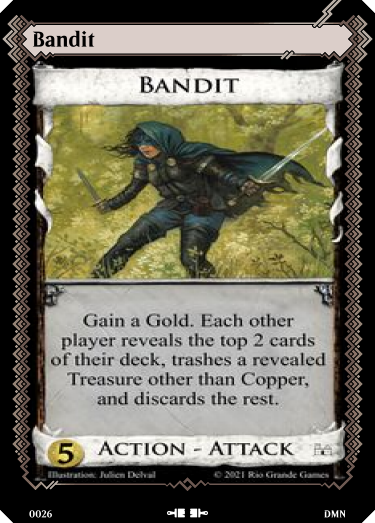 Bandit
BANDIT
Gain a Gold. Each other
player reveals the top 2 cards
of their deck, trashes a revealed
Treasure other than Copper,
and discards the rest.
5 ACTION - ATTACK
Illustration: Julien Delval © 2021 Rio Grande Games
0026 DMN